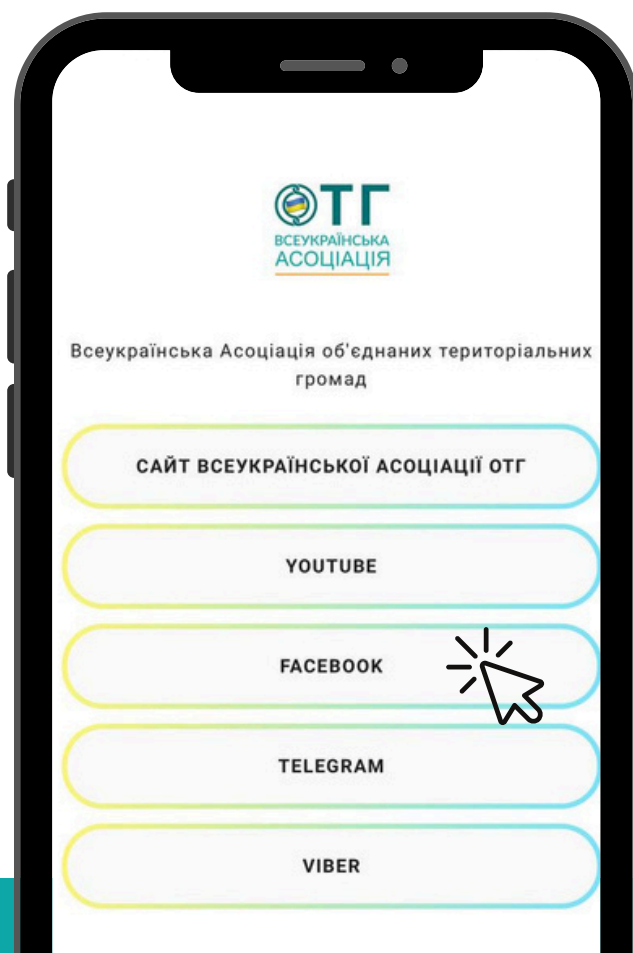 ОТГ
ВСЕУКРАЇНСЬКА
АСОЦІАЦІЯ
Всеукраїнська Асоціація об'єднаних територіальних
громад
САЙТ ВСЕУКРАЇНСЬКОЇ АСОЦІАЦІЇ ОТГ
YOUTUBE
FACEBOOK
TELEGRAM
VIBER